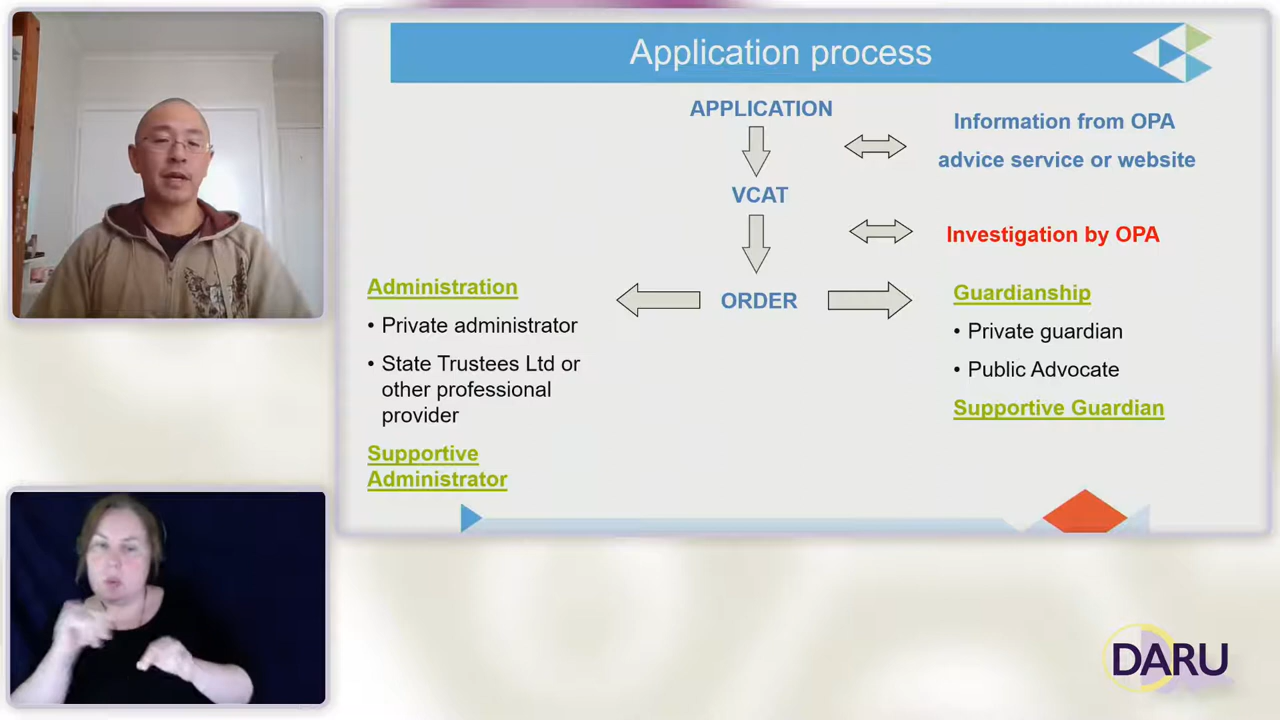 Application process
APPLICATION
Information from OPA
advice service or website
VCAT
Investigation by OPA
ORDER
Administration
• Private administrator
• State Trustees Ltd or
other professional
provider
Supportive
Administrator
Guardianship
• Private guardian
• Public Advocate
Supportive Guardian
DARU